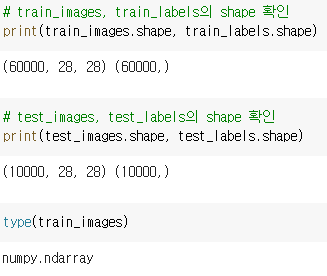 # train_images, train_labels의 shape 확인
print(train_images.shape, train_labels.shape)
(60000, 28, 28) (60000,)
# test_images, test_labels의 shape 확인
print(test_images.shape, test_labels.shape)
(10000, 28, 28) (10000,)
type(train_images)
numpy.ndarray